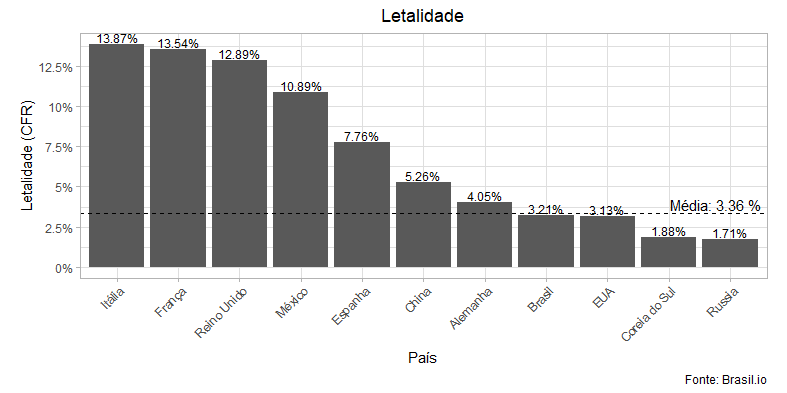 Letalidade
Letalidade (CFR)
12.5%
10%
7.5%
5%
2.5%
0%
13.87%
13.54%
12.89%
10.89%
7.76%
5.26%
4.05%
3.21%
3.13%
1.88%
1.71%
Média: 3.36 %
Itália
França
Reino Unido
México
Espanha
China
Alemanha
Brasil
EUA
Coreia do Sul
Russia
País
Fonte: Brasil.io